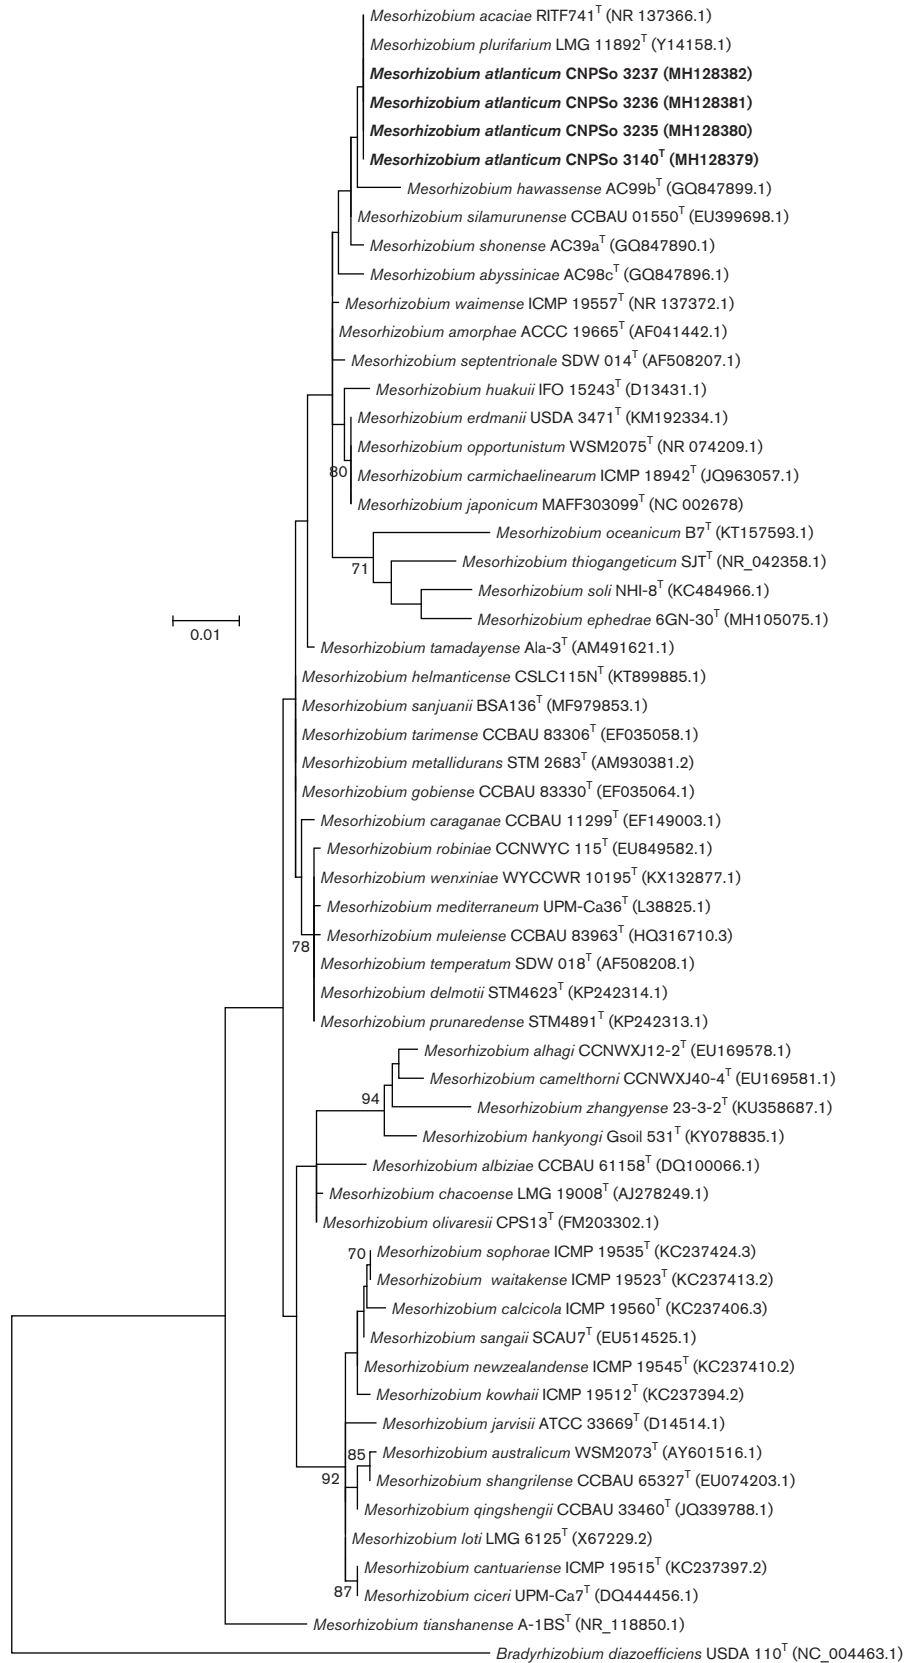 Mesorhizobium acaciae RITF741T (NR 137366.1)
Mesorhizobium plurifarium LMG 11892T (Y14158.1)
Mesorhizobium atlanticum CNPSo 3237 (MH128382)
Mesorhizobium atlanticum CNPSo 3236 (MH128381)
Mesorhizobium atlanticum CNPSo 3235 (MH128380)
Mesorhizobium atlanticum CNPSo 3140T (MH128379)
Mesorhizobium hawassense AC99bT (GQ847899.1)
Mesorhizobium silamurunense CCBAU 01550T (EU399698.1)
Mesorhizobium shonense AC39aT (GQ847890.1)
Mesorhizobium abyssinicae AC98cT (GQ847896.1)
Mesorhizobium waimense ICMP 19557T (NR 137372.1)
Mesorhizobium amorphae ACCC 19665T (AF041442.1)
Mesorhizobium septentrionale SDW 014T (AF508207.1)
Mesorhizobium huakuii IFO 15243T (D13431.1)
Mesorhizobium erdmanii USDA 3471T (KM192334.1)
Mesorhizobium opportunistum WSM2075T (NR 074209.1)
80
Mesorhizobium carmichaelinearum ICMP 18942T (JQ963057.1)
Mesorhizobium japonicum MAFF303099T (NC 002678)
Mesorhizobium oceanicum B7T (KT157593.1)
71
Mesorhizobium thiogangeticum SJTT (NR_042358.1)
Mesorhizobium soli NHI-8T (KC484966.1)
Mesorhizobium ephedrae 6GN-30T (MH105075.1)
0.01
Mesorhizobium tamadayense Ala-3T (AM491621.1)
Mesorhizobium helmanticense CSLC115NT (KT899885.1)
Mesorhizobium sanjuanii BSA136T (MF979853.1)
Mesorhizobium tarimense CCBAU 83306T (EF035058.1)
Mesorhizobium metallidurans STM 2683T (AM930381.2)
Mesorhizobium gobiense CCBAU 83330T (EF035064.1)
Mesorhizobium caraganae CCBAU 11299T (EF149003.1)
Mesorhizobium robiniae CCNWYC 115T (EU849582.1)
Mesorhizobium wenxiniae WYCCWR 10195T (KX132877.1)
Mesorhizobium mediterraneum UPM-Ca36T (L38825.1)
Mesorhizobium muleiense CCBAU 83963T (HQ316710.3)
78
Mesorhizobium temperatum SDW 018T (AF508208.1)
Mesorhizobium delmotii STM4623T (KP242314.1)
Mesorhizobium prunaredense STM4891T (KP242313.1)
Mesorhizobium alhagi CCNWXJ12-2T (EU169578.1)
Mesorhizobium camelthorni CCNWXJ40-4T (EU169581.1)
94
Mesorhizobium zhangyense 23-3-2T (KU358687.1)
Mesorhizobium hankyongi Gsoil 531T (KY078835.1)
Mesorhizobium albiziae CCBAU 61158T (DQ100066.1)
Mesorhizobium chacoense LMG 19008T (AJ278249.1)
Mesorhizobium olivaresii CPS13T (FM203302.1)
70
Mesorhizobium sophorae ICMP 19535T (KC237424.3)
Mesorhizobium waitakense ICMP 19523T (KC237413.2)
Mesorhizobium calcicola ICMP 19560T (KC237406.3)
Mesorhizobium sangaii SCAU7T (EU514525.1)
Mesorhizobium newzealandense ICMP 19545T (KC237410.2)
Mesorhizobium kowhaii ICMP 19512T (KC237394.2)
Mesorhizobium jarvisii ATCC 33669T (D14514.1)
85
Mesorhizobium australicum WSM2073T (AY601516.1)
92
Mesorhizobium shangrilense CCBAU 65327T (EU074203.1)
Mesorhizobium qingshengii CCBAU 33460T (JQ339788.1)
Mesorhizobium loti LMG 6125T (X67229.2)
Mesorhizobium cantuariense ICMP 19515T (KC237397.2)
87
Mesorhizobium ciceri UPM-Ca7T (DQ444456.1)
Mesorhizobium tianshanense A-1BST (NR_118850.1)
Bradyrhizobium diazoefficiens USDA 110T (NC_004463.1)